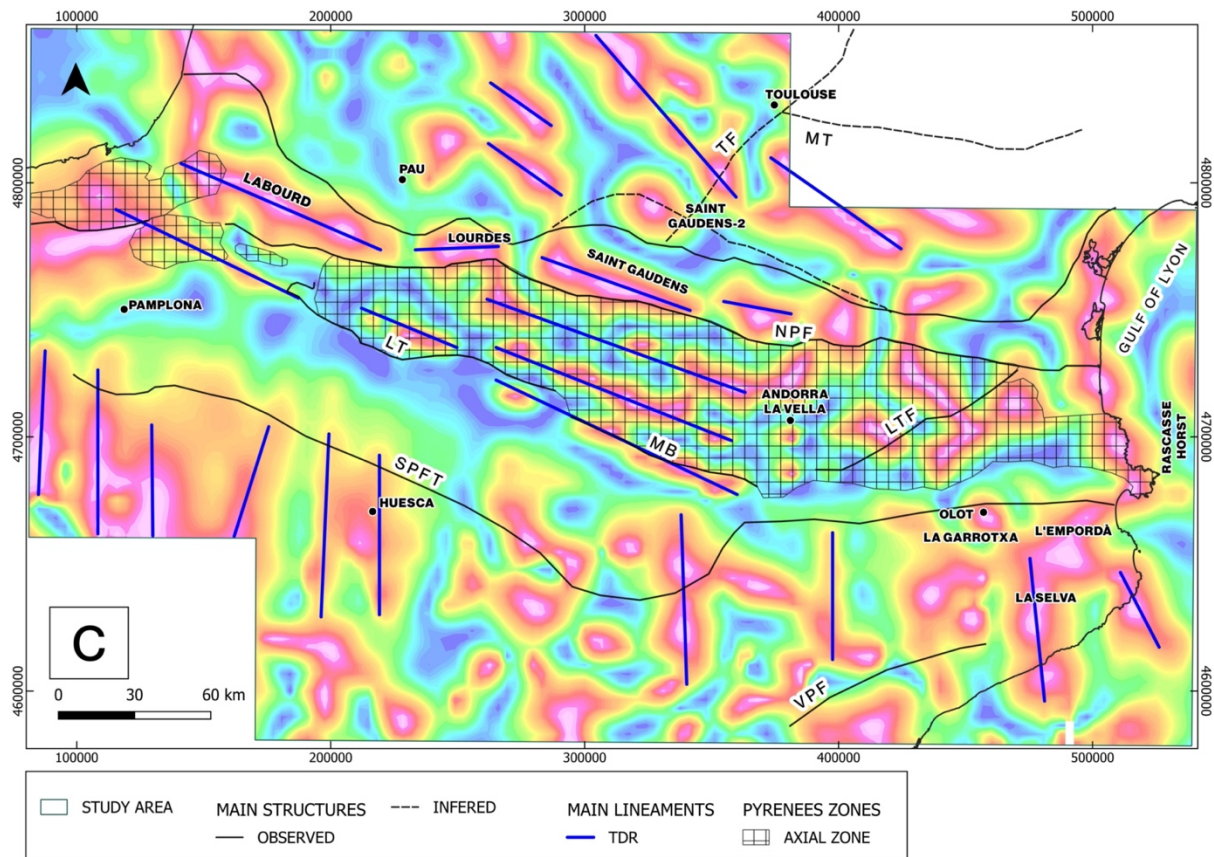 100000 200000 300000 400000 500000
TOULOUSE
TF
MT
PAU
4800000
4800000
LABOURD
SAINT
GAUDENS-2
LOURDES
SAINT GAUDENS
GULF OF LYON
PAMPLONA
NPF
LT
ANDORRA
LA VELLA
LTF
4700000
4700000
MB
RASCASSE
HORST
SPFT
HUESCA
OLOT
L'EMPORDÀ
LA GARROTXA
C
LA SELVA
0 30 60 km
VPF
4600000
4600000
100000 200000 300000 400000 500000
STUDY AREA
MAIN STRUCTURES
OBSERVED
INFERED
MAIN LINEAMENTS
TDR
PYRENEES ZONES
AXIAL ZONE